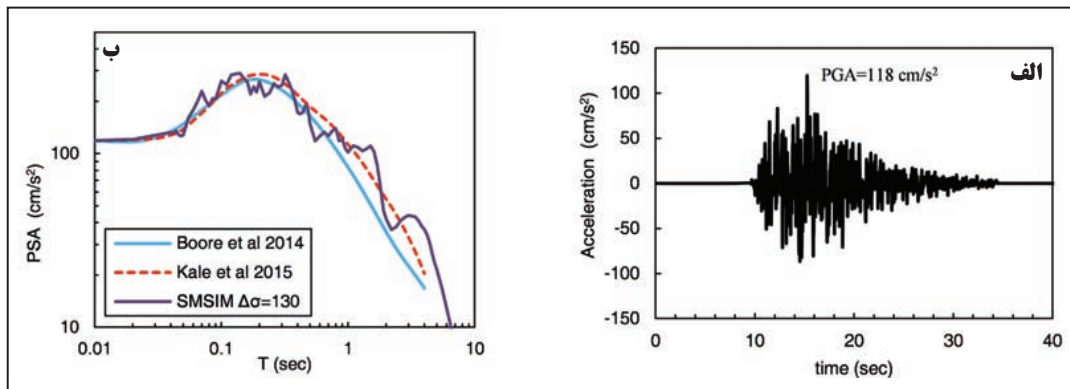 ب
PSA (cm/s²)
100
10
Boore et al 2014
Kale et al 2015
SMSIM Δσ=130
0.01
0.1
1
10
T (sec)
الف
PGA=118 cm/s²
Acceleration (cm/s²)
150
100
50
0
-50
-100
-150
0
10
20
30
40
time (sec)